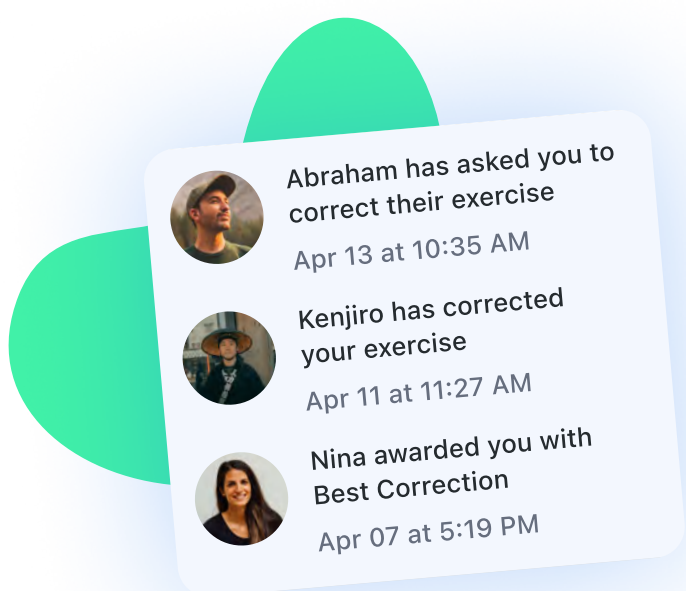 Abraham has asked you to
correct their exercise
Apr 13 at 10:35 AM
Kenjiro has corrected
your exercise
Apr 11 at 11:27 AM
Nina awarded you with
Best Correction
Apr 07 at 5:19 PM